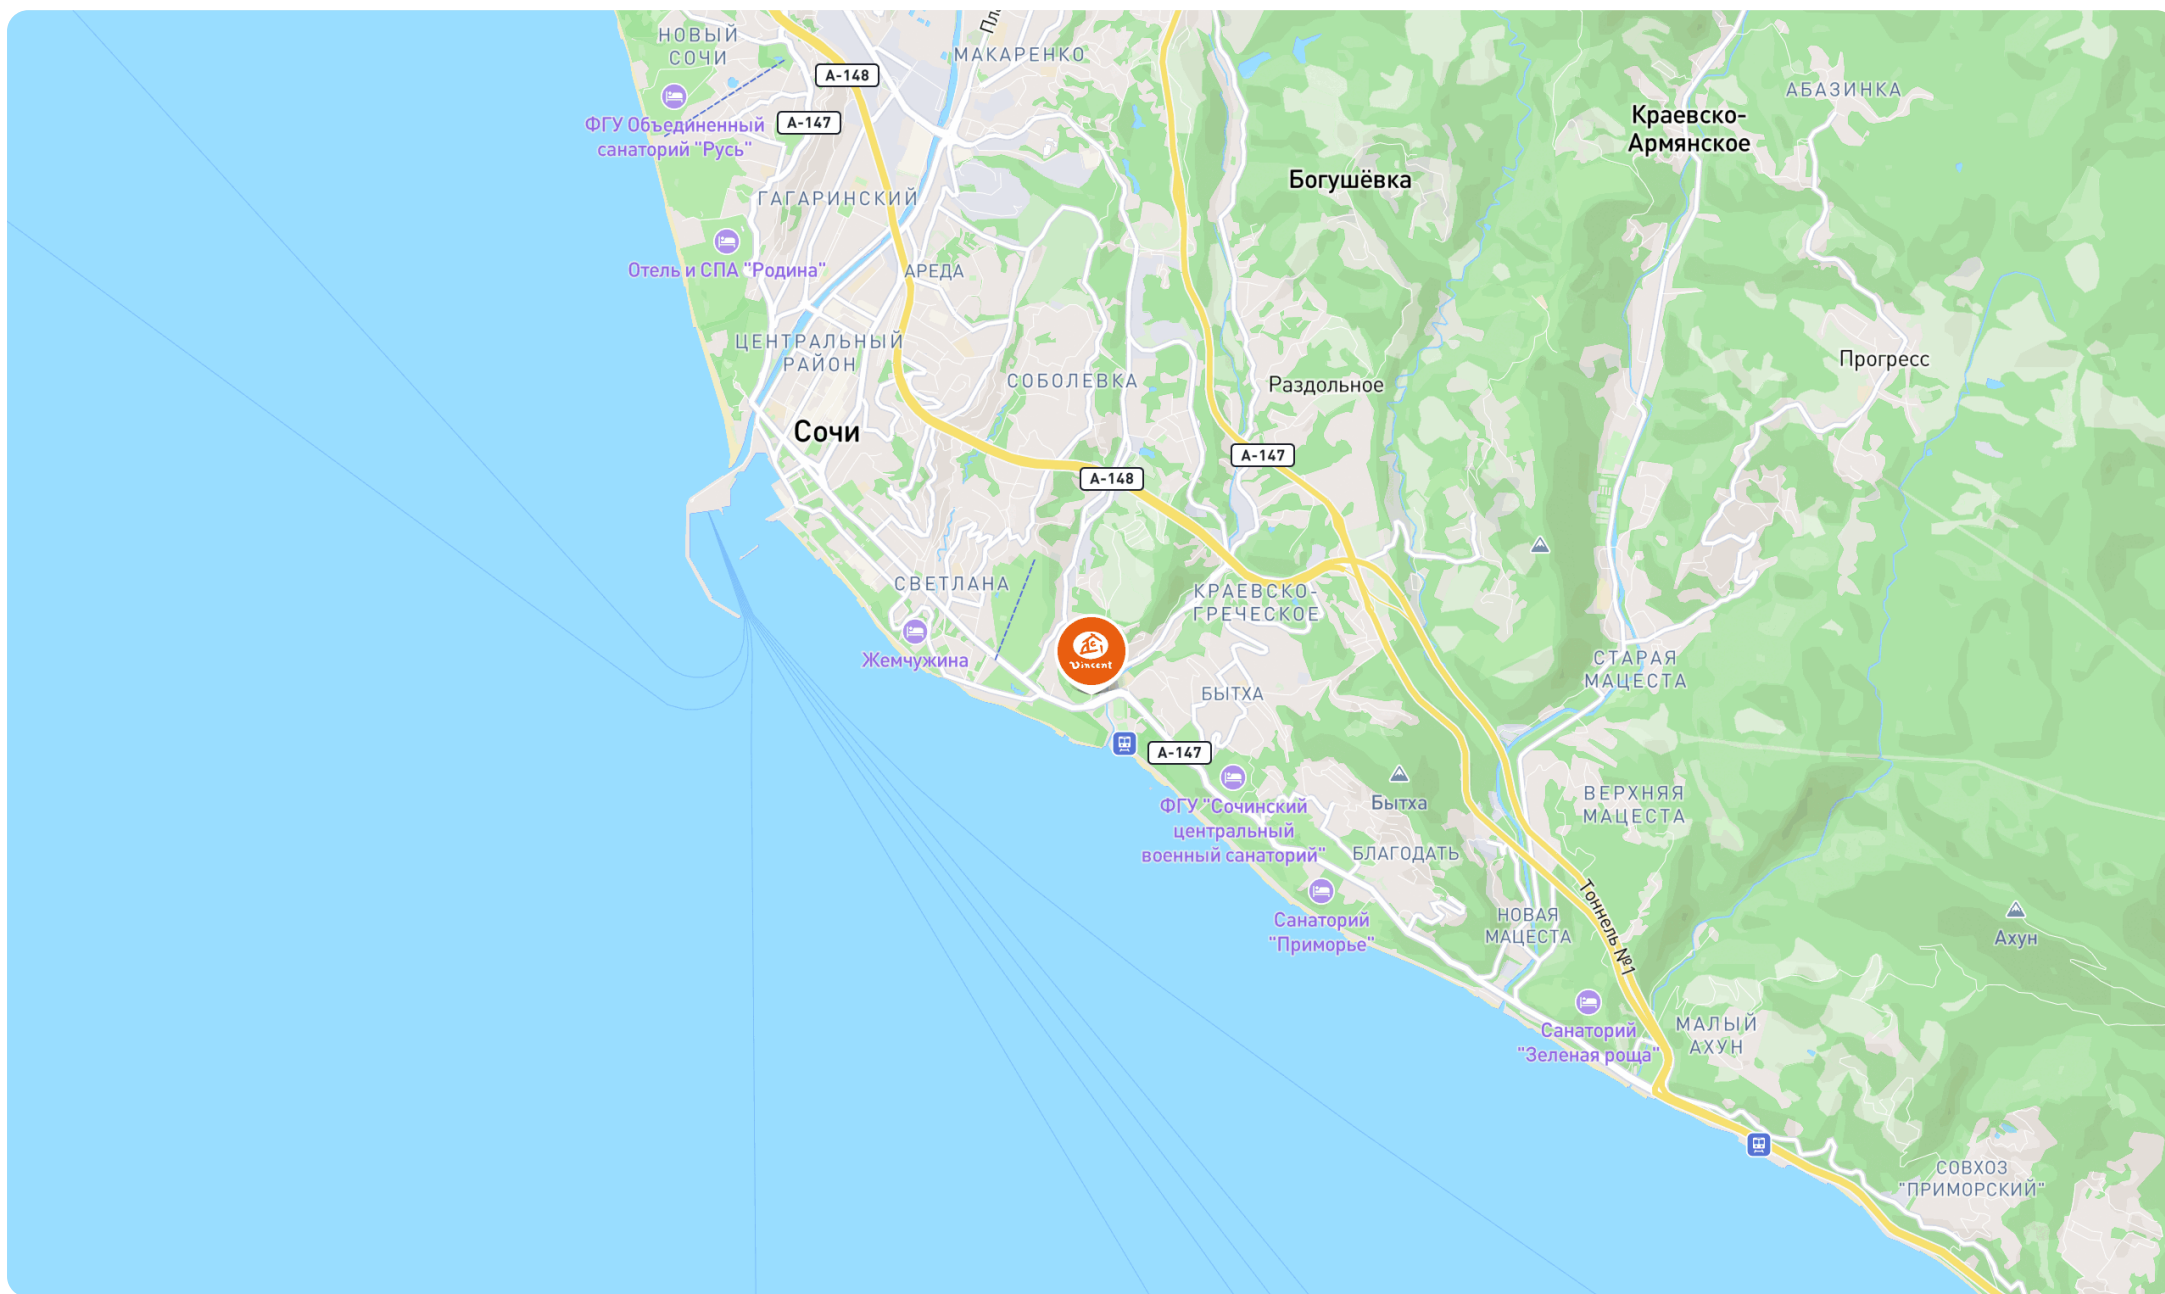 НОВЫЙ
СОЧИ
МАКАРЕНКО
А-148
АБАЗИНКА
ФГУ Объединенный
санаторий "Русь"
А-147
Краевско-
Армянское
Богушёвка
ГАГАРИНСКИЙ
Отель и СПА "Родина"
АРЕДА
ЦЕНТРАЛЬНЫЙ
РАЙОН
СОБОЛЕВКА
Раздольное
Прогресс
Сочи
А-147
А-148
СВЕТЛАНА
КРАЕВСКО-
ГРЕЧЕСКОЕ
Жемчужина
Vincent
БЫТХА
СТАРАЯ
МАЦЕСТА
А-147
ФГУ "Сочинский
центральный
военный санаторий"
Бытха
ВЕРХНЯЯ
МАЦЕСТА
БЛАГОДАТЬ
Санаторий
"Приморье"
НОВАЯ
МАЦЕСТА
Тоннель №1
Ахун
Санаторий
"Зеленая роща"
МАЛЫЙ
АХУН
СОВХОЗ
"ПРИМОРСКИЙ"